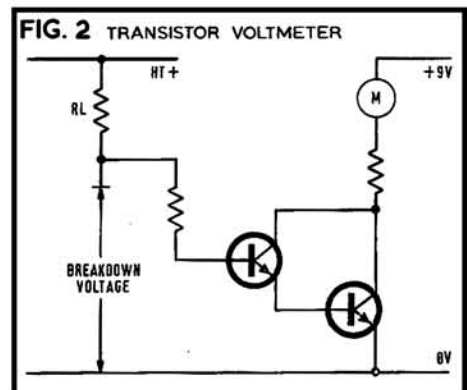 FIG. 2 TRANSISTOR VOLTMETER
HT+
+9V
M
RL
BREAKDOWN
VOLTAGE
0V